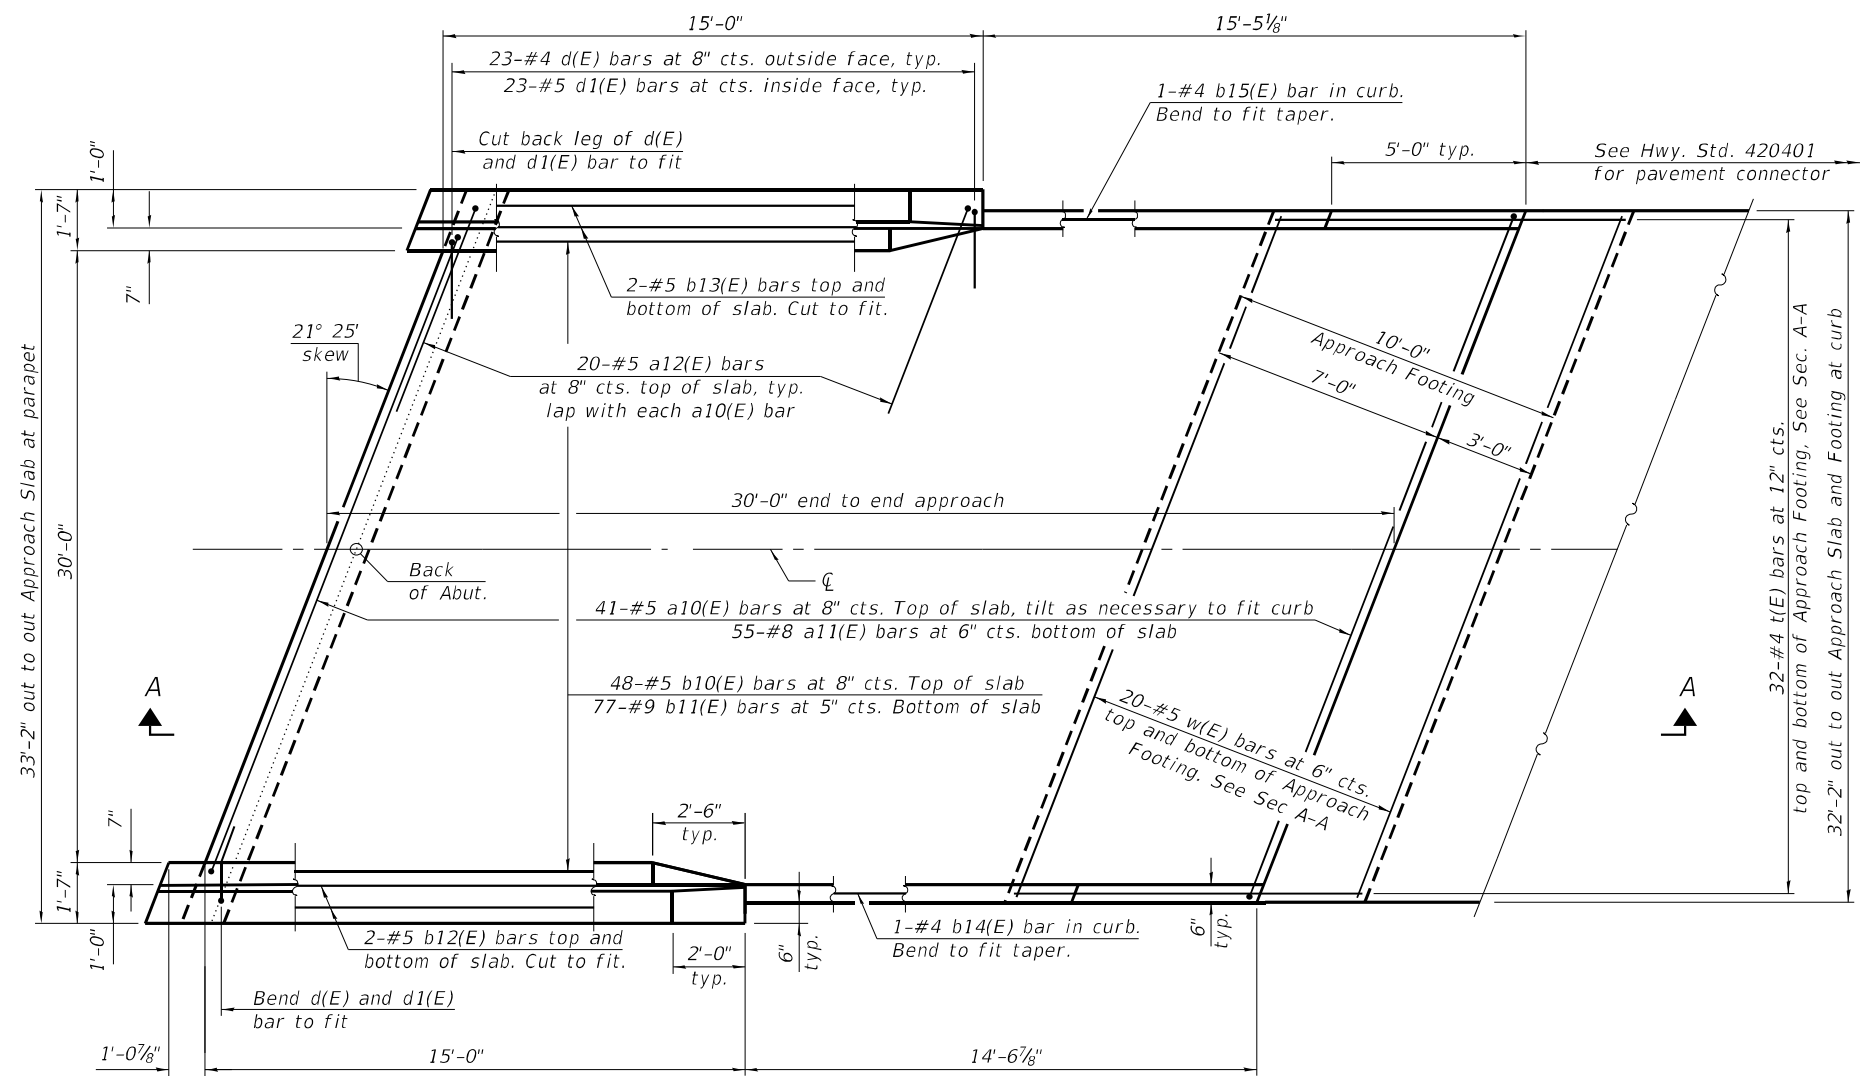 15'-0"
15'-5⅛"
23-#4 d(E) bars at 8" cts. outside face, typ.
23-#5 d1(E) bars at cts. inside face, typ.
1-#4 b15(E) bar in curb.
Bend to fit taper.
Cut back leg of d(E)
and d1(E) bar to fit
5'-0" typ.
See Hwy. Std. 420401
for pavement connector
1'-0"
1'-7"
7"
2-#5 b13(E) bars top and
bottom of slab. Cut to fit.
21° 25'
skew
20-#5 a12(E) bars
at 8" cts. top of slab, typ.
lap with each a10(E) bar
10'-0"
Approach Footing
7'-0"
3'-0"
33'-2" out to out Approach Slab at parapet
30'-0"
30'-0" end to end approach
Back
of Abut.
℄
41-#5 a10(E) bars at 8" cts. Top of slab, tilt as necessary to fit curb
55-#8 a11(E) bars at 6" cts. bottom of slab
48-#5 b10(E) bars at 8" cts. Top of slab
77-#9 b11(E) bars at 5" cts. Bottom of slab
A
A
20-#5 w(E) bars at 6" cts.
top and bottom of Approach
Footing. See Sec A-A
32-#4 t(E) bars at 12" cts.
top and bottom of Approach Footing, See Sec. A-A
32'-2" out to out Approach Slab and Footing at curb
7"
1'-7"
1'-0"
2'-6"
typ.
2-#5 b12(E) bars top and
bottom of slab. Cut to fit.
2'-0"
typ.
6"
typ.
1-#4 b14(E) bar in curb.
Bend to fit taper.
6"
typ.
Bend d(E) and d1(E)
bar to fit
1'-0⅞"
15'-0"
14'-6⅞"